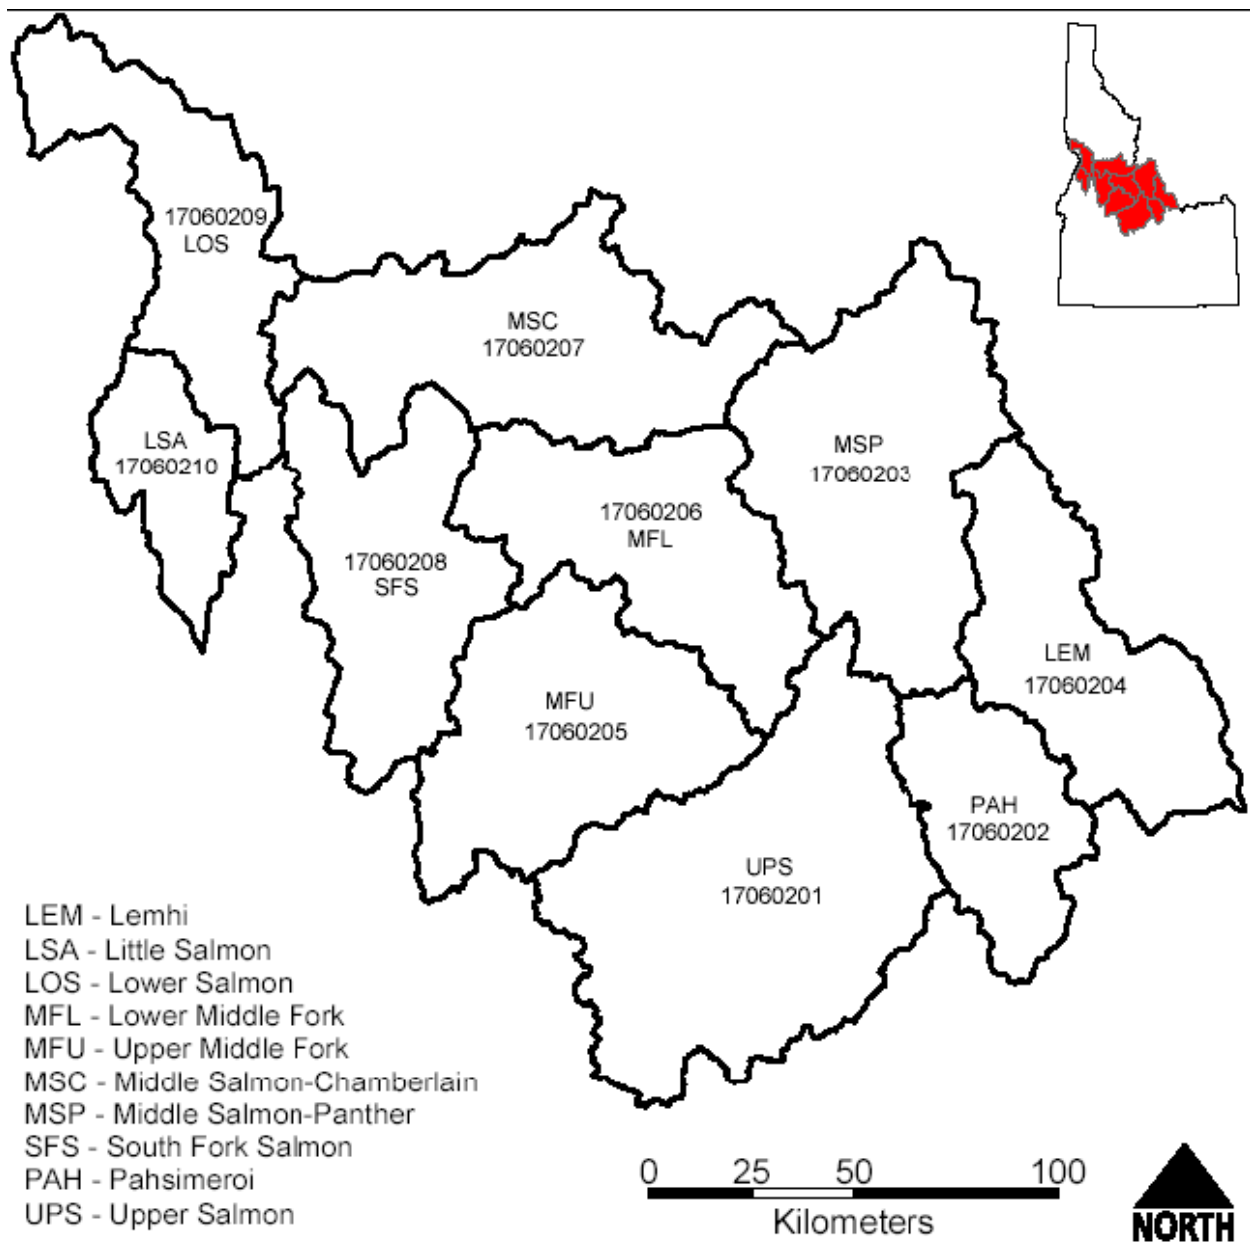 17060209
LOS
MSC
17060207
LSA
17060210
MSP
17060203
17060206
MFL
17060208
SFS
LEM
17060204
MFU
17060205
PAH
17060202
UPS
17060201
LEM - Lemhi
LSA - Little Salmon
LOS - Lower Salmon
MFL - Lower Middle Fork
MFU - Upper Middle Fork
MSC - Middle Salmon-Chamberlain
MSP - Middle Salmon-Panther
SFS - South Fork Salmon
PAH - Pahsimeroi
UPS - Upper Salmon
0 25 50 100
Kilometers
NORTH